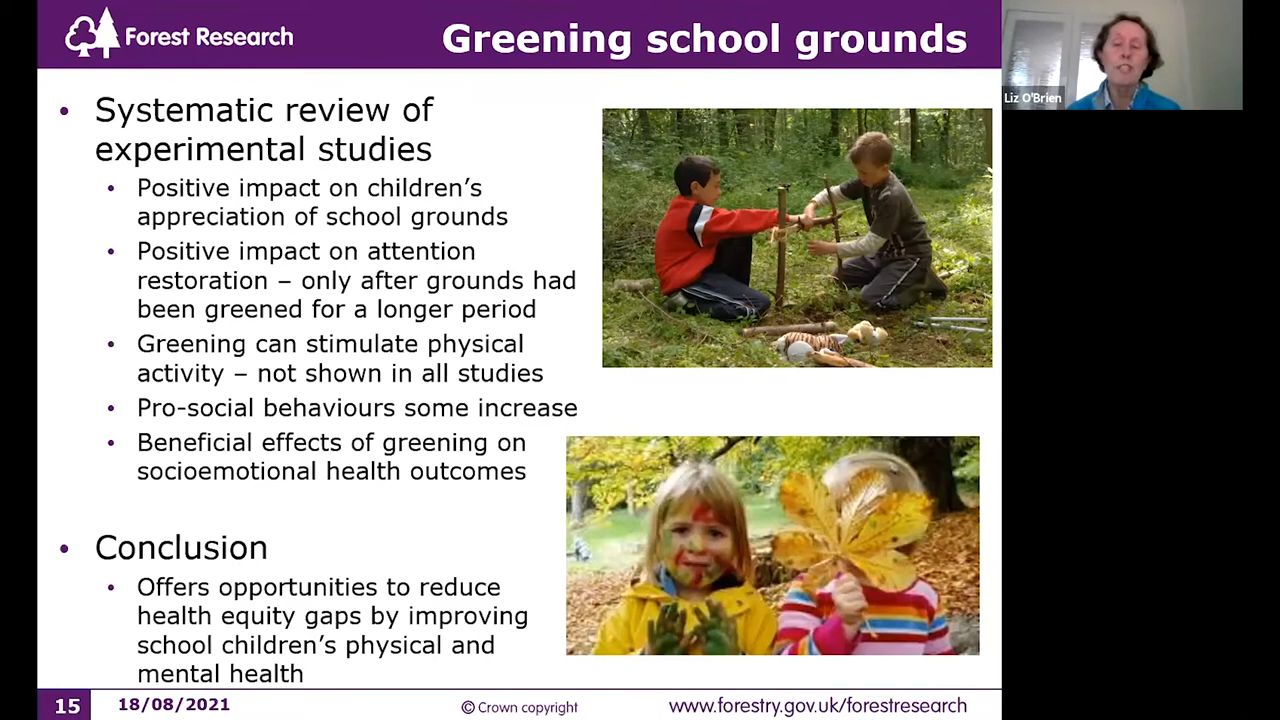 Forest Research
Greening school grounds
Liz O'Brien
• Systematic review of
experimental studies
• Positive impact on children’s
appreciation of school grounds
• Positive impact on attention
restoration – only after grounds had
been greened for a longer period
• Greening can stimulate physical
activity – not shown in all studies
• Pro-social behaviours some increase
• Beneficial effects of greening on
socioemotional health outcomes
• Conclusion
• Offers opportunities to reduce
health equity gaps by improving
school children’s physical and
mental health
15
18/08/2021
© Crown copyright
www.forestry.gov.uk/forestresearch